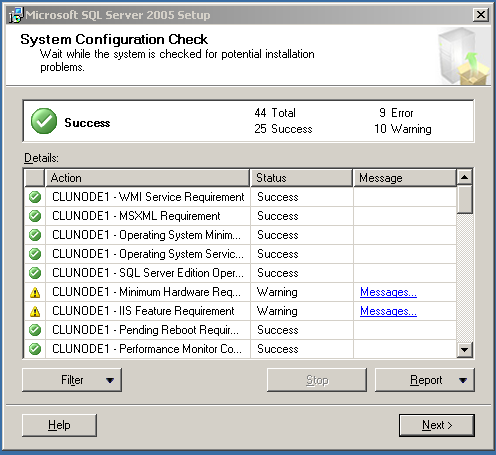 Microsoft SQL Server 2005 Setup
System Configuration Check
Wait while the system is checked for potential installation
problems.
Success
44 Total 9 Error
25 Success 10 Warning
Details:
Action Status Message
CLUNODE1 - WMI Service Requirement Success
CLUNODE1 - MSXML Requirement Success
CLUNODE1 - Operating System Minim... Success
CLUNODE1 - Operating System Servic... Success
CLUNODE1 - SQL Server Edition Oper... Success
CLUNODE1 - Minimum Hardware Req... Warning Messages...
CLUNODE1 - IIS Feature Requirement Warning Messages...
CLUNODE1 - Pending Reboot Requir... Success
CLUNODE1 - Performance Monitor Co... Success
Filter Stop Report
Help Next >